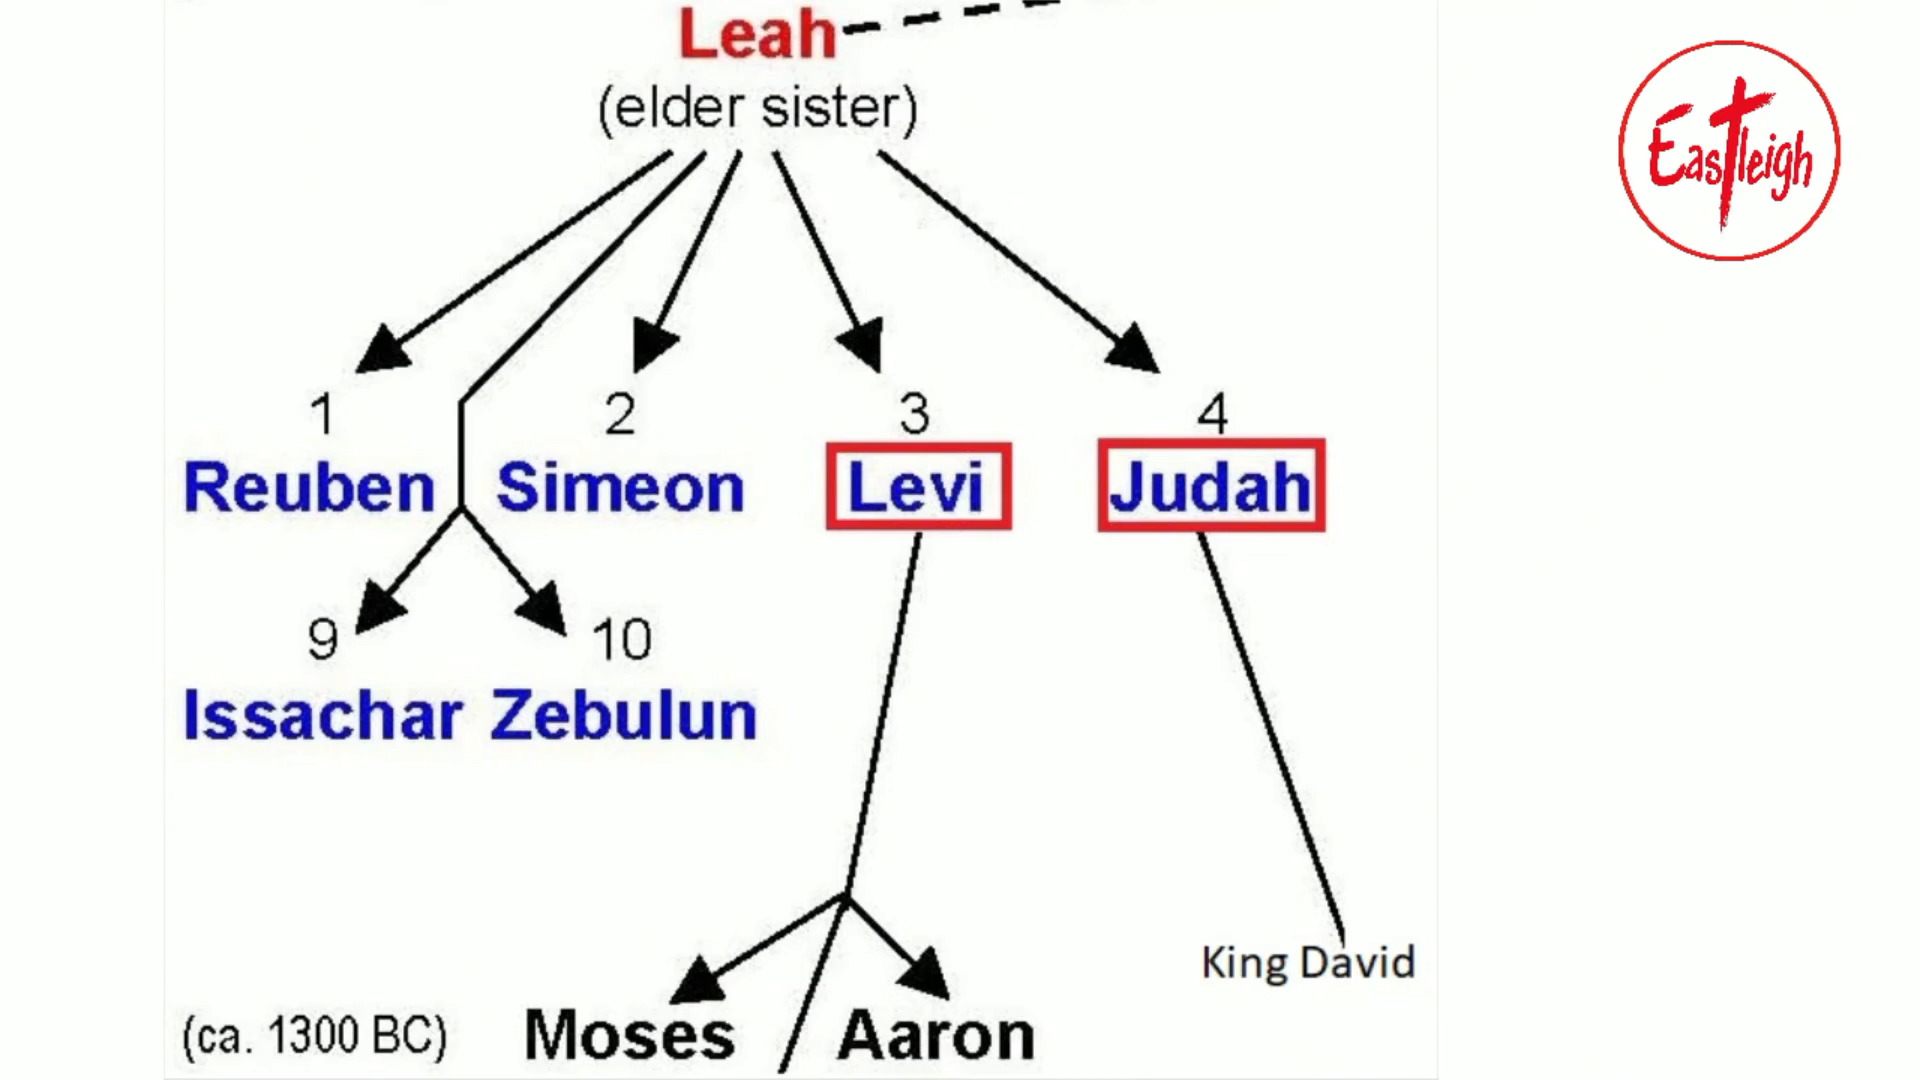 Leah
(elder sister)
Eastleigh
1 2 3 4
Reuben Simeon Levi Judah
9 10
Issachar Zebulun
King David
(ca. 1300 BC) Moses Aaron